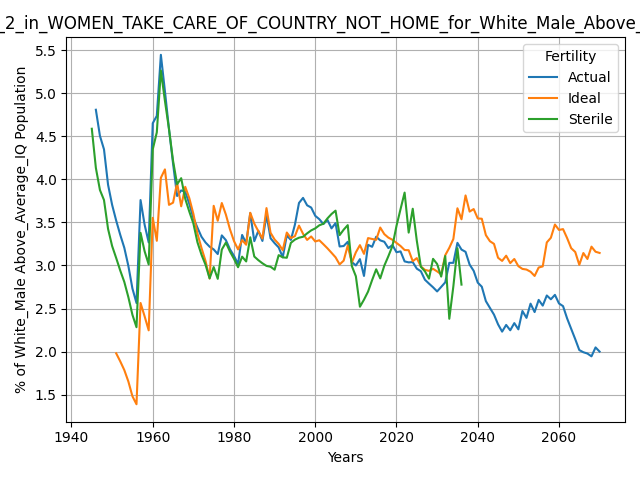 _2_in_WOMEN_TAKE_CARE_OF_COUNTRY_NOT_HOME_for_White_Male_Above_
% of White_Male Above_Average_IQ Population
5.5
5.0
4.5
4.0
3.5
3.0
2.5
2.0
1.5
Fertility
Actual
Ideal
Sterile
1940 1960 1980 2000 2020 2040 2060
Years